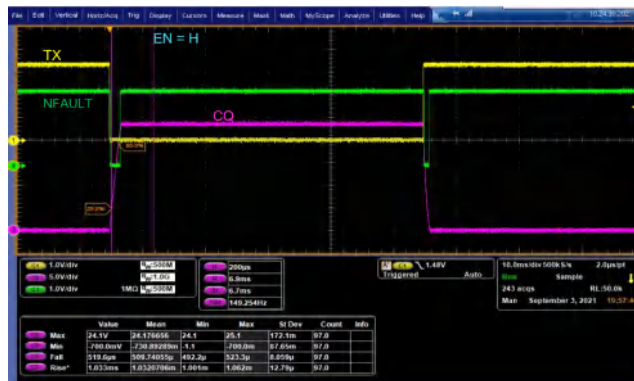 File Edit Vertical Horiz/Acq Trig Display Cursors Measure Mask Math MyScope Analyze Utilities Help
EN = H
TX
NFAULT
CQ
1.0V/div 500M
5.0V/div 1.0G
1.0V/div 1MΩ 500M
200µs
6.9ms
6.7ms
149.254Hz
1.48V
Triggered Auto
10.0ms/div 500kS/s 2.0µs/pt
Sample
243 acqs RL:50.0k
Man September 3, 2021
Value Mean Min Max St Dev Count Info
Max 24.1V 24.176656 24.1 25.1 172.1m 97.0
Min -700.0mV -1.1 -700.0m 87.65m 97.0
Fall 519.6µs 509.74055µ 492.2µ 523.3µ 8.059µ 97.0
Rise* 1.033ms 1.0320706m 1.001m 1.062m 12.79µ 97.0